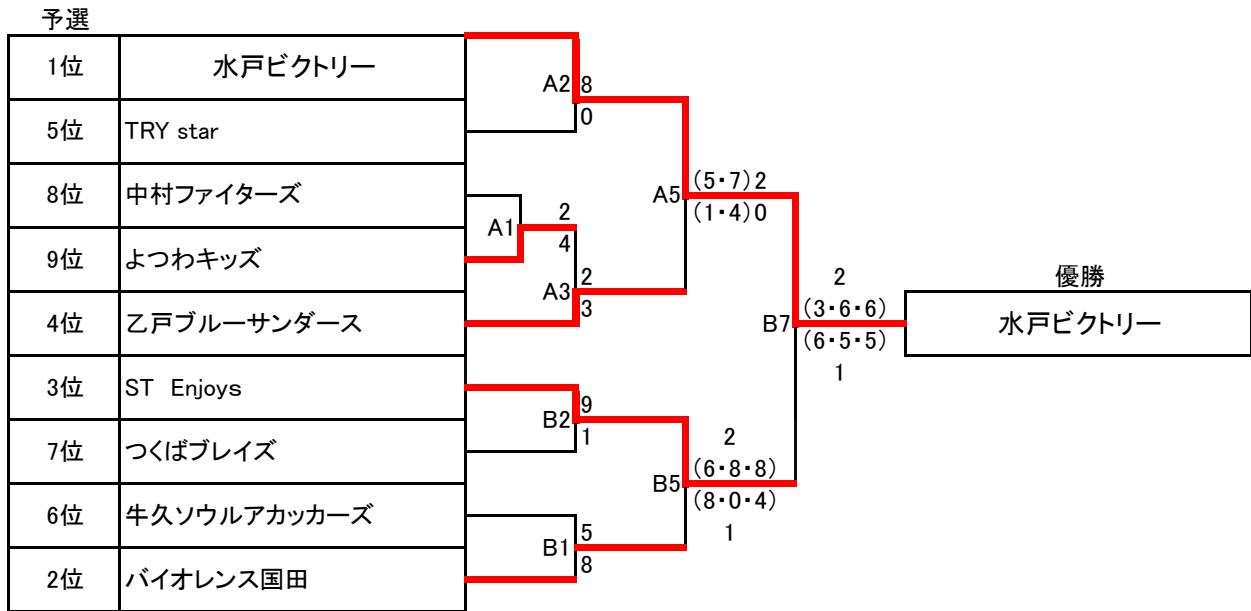 予選
1位 水戸ビクトリー
A2 8
0
5位 TRY star
8位 中村ファイターズ
A5 (5・7)2
(1・4)0
A1 2
4
9位 よつわキッズ
A3 2
3
4位 乙戸ブルーサンダース
2
(3・6・6)
B7
(6・5・5)
1
優勝
水戸ビクトリー
3位 ST Enjoys
B2 9
1
7位 つくばブレイズ
2
(6・8・8)
B5
(8・0・4)
1
6位 牛久ソウルアカッカーズ
B1 5
8
2位 バイオレンス国田